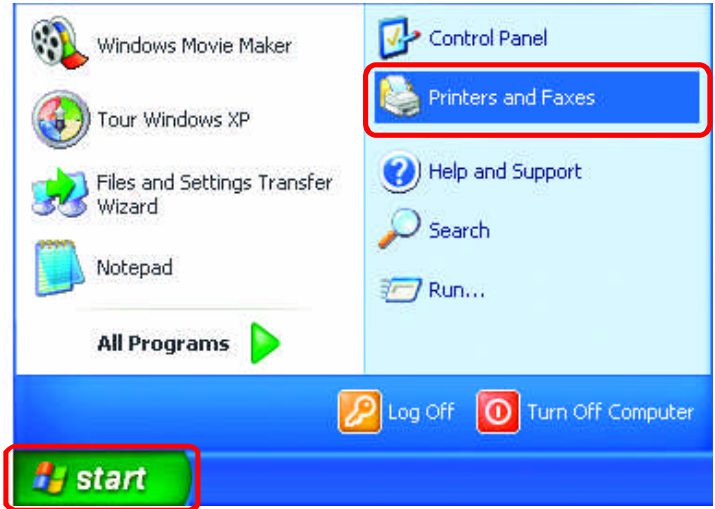 Windows Movie Maker
Tour Windows XP
Files and Settings Transfer
Wizard
Notepad
All Programs
Control Panel
Printers and Faxes
Help and Support
Search
Run...
Log Off
Turn Off Computer
start